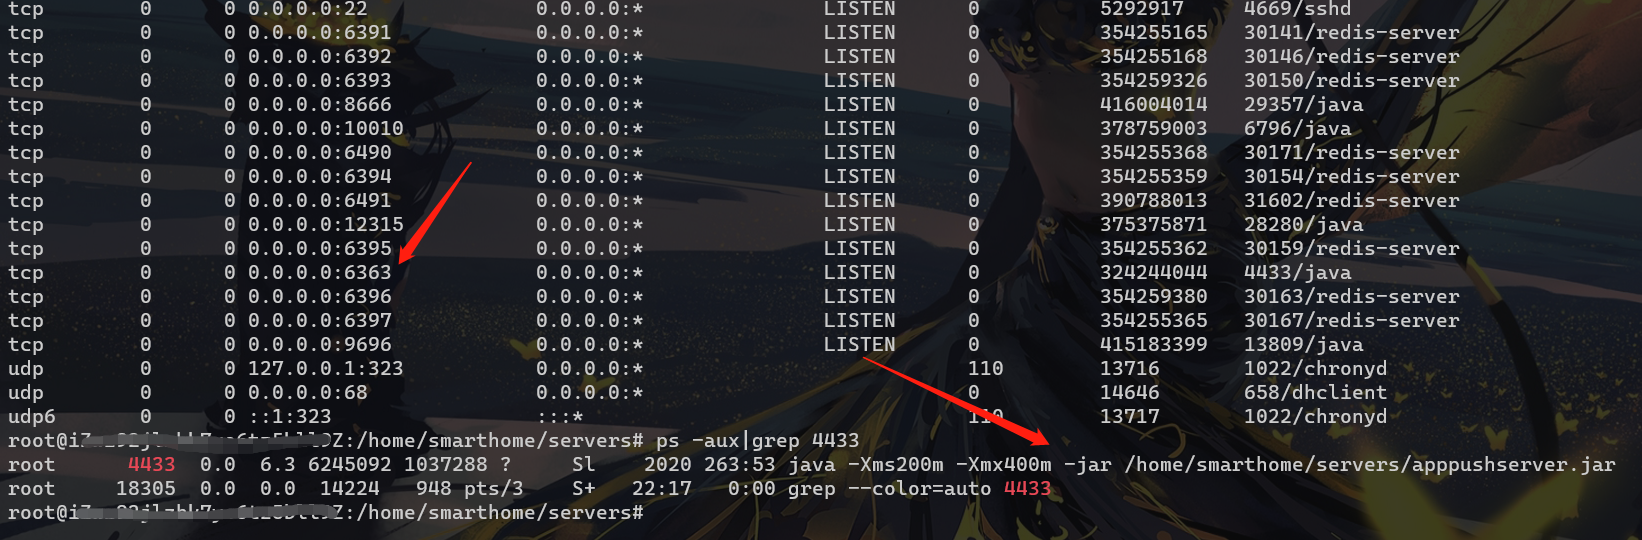 tcp 0 0 0.0.0.0:22 0.0.0.0:* LISTEN 0 5292917 4669/sshd
tcp 0 0 0.0.0.0:6391 0.0.0.0:* LISTEN 0 354255165 30141/redis-server
tcp 0 0 0.0.0.0:6392 0.0.0.0:* LISTEN 0 354255168 30146/redis-server
tcp 0 0 0.0.0.0:6393 0.0.0.0:* LISTEN 0 354259326 30150/redis-server
tcp 0 0 0.0.0.0:8666 0.0.0.0:* LISTEN 0 416004014 29357/java
tcp 0 0 0.0.0.0:10010 0.0.0.0:* LISTEN 0 378759003 6796/java
tcp 0 0 0.0.0.0:6490 0.0.0.0:* LISTEN 0 354255368 30171/redis-server
tcp 0 0 0.0.0.0:6394 0.0.0.0:* LISTEN 0 354255359 30154/redis-server
tcp 0 0 0.0.0.0:6491 0.0.0.0:* LISTEN 0 390788013 31602/redis-server
tcp 0 0 0.0.0.0:12315 0.0.0.0:* LISTEN 0 375375871 28280/java
tcp 0 0 0.0.0.0:6395 0.0.0.0:* LISTEN 0 354255362 30159/redis-server
tcp 0 0 0.0.0.0:6363 0.0.0.0:* LISTEN 0 324244044 4433/java
tcp 0 0 0.0.0.0:6396 0.0.0.0:* LISTEN 0 354259380 30163/redis-server
tcp 0 0 0.0.0.0:6397 0.0.0.0:* LISTEN 0 354255365 30167/redis-server
tcp 0 0 0.0.0.0:9696 0.0.0.0:* LISTEN 0 415183399 13809/java
udp 0 0 127.0.0.1:323 0.0.0.0:* 110 13716 1022/chronyd
udp 0 0 0.0.0.0:68 0.0.0.0:* 0 14646 658/dhclient
udp6 0 0 ::1:323 :::* 110 13717 1022/chronyd
:/home/smarthome/servers# ps -aux|grep 4433
root 4433 0.0 6.3 6245092 1037288 ? Sl 2020 263:53 java -Xms200m -Xmx400m -jar /home/smarthome/servers/apppushserver.jar
root 18305 0.0 0.0 14224 948 pts/3 S+ 22:17 0:00 grep --color=auto 4433
:/home/smarthome/servers#